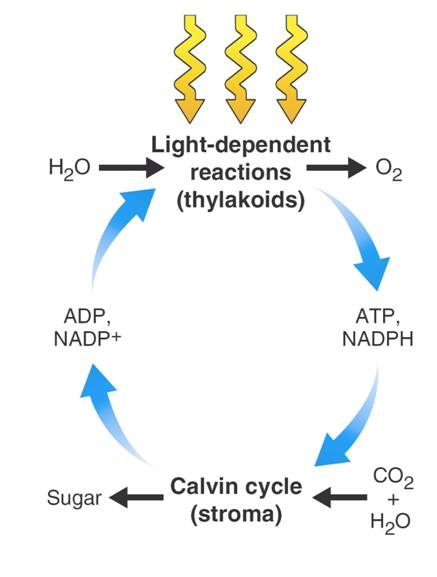 Light-dependent
H₂O reactions O₂
(thylakoids)
ADP,
NADP+
ATP,
NADPH
Sugar
Calvin cycle
(stroma)
CO₂
+
H₂O